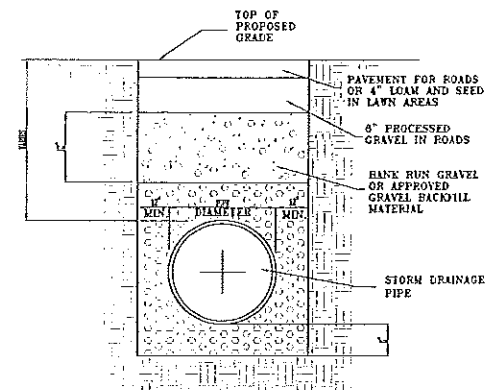 TOP OF
PROPOSED
GRADE
PAVEMENT FOR ROADS
OR 4" LOAM AND SEED
IN LAWN AREAS
VARIES
PROCESSED
GRAVEL IN ROADS
BANK RUN GRAVEL
OR APPROVED
GRAVEL BACKFILL
MATERIAL
MIN.
DIAMETER
MIN.
STORM DRAINAGE
PIPE